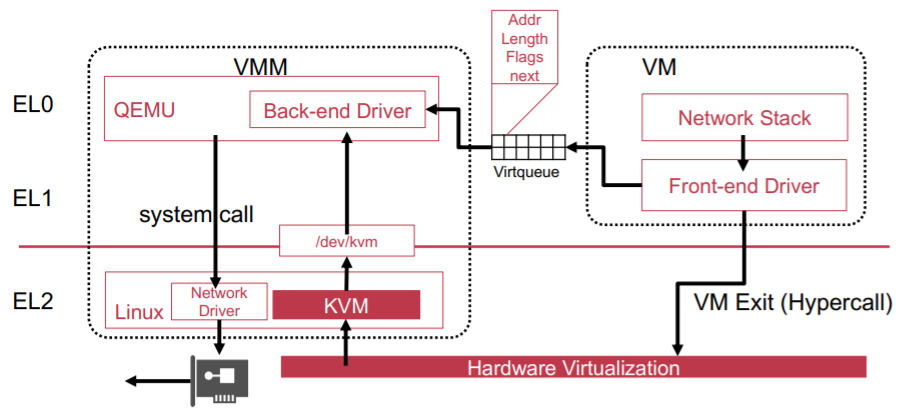 Addr
Length
Flags
next
VMM
VM
EL0
QEMU
Back-end Driver
Network Stack
Virtqueue
Front-end Driver
EL1
system call
/dev/kvm
EL2
Linux
Network
Driver
KVM
VM Exit (Hypercall)
Hardware Virtualization